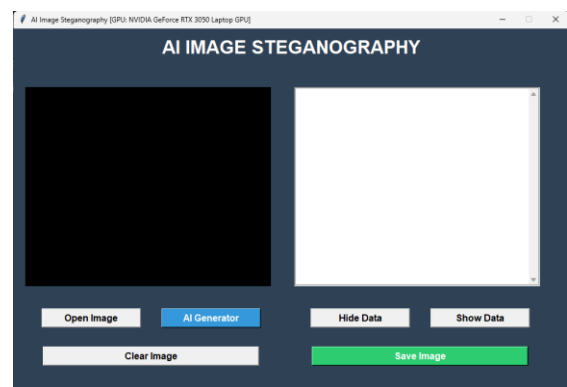 AI Image Steganography [GPU: NVIDIA GeForce RTX 3050 Laptop GPU]
AI IMAGE STEGANOGRAPHY
Open Image AI Generator Hide Data Show Data
Clear Image Save Image